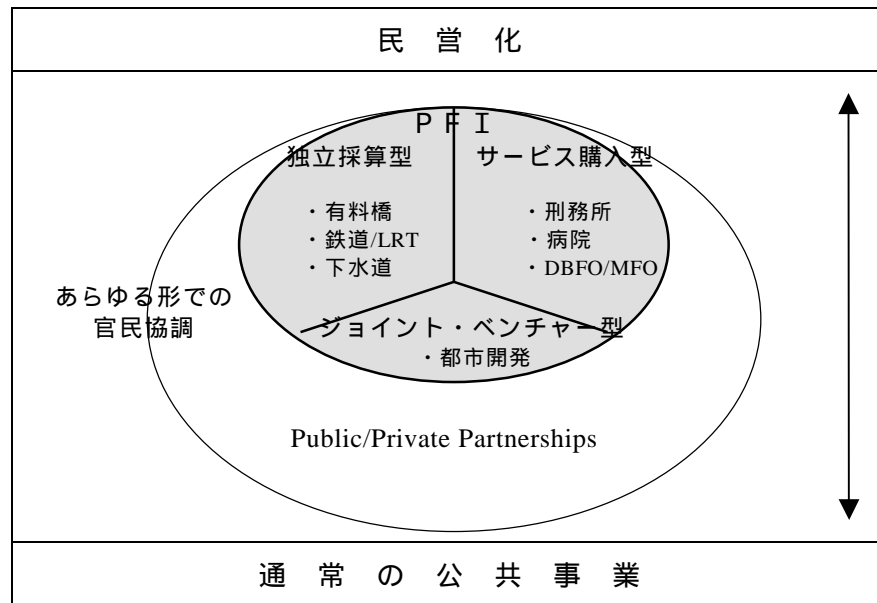 民営化
PFI
独立採算型
・有料橋
・鉄道/LRT
・下水道
サービス購入型
・刑務所
・病院
・DBFO/MFO
あらゆる形での
官民協調
ジョイント・ベンチャー型
・都市開発
Public/Private Partnerships
通常の公共事業